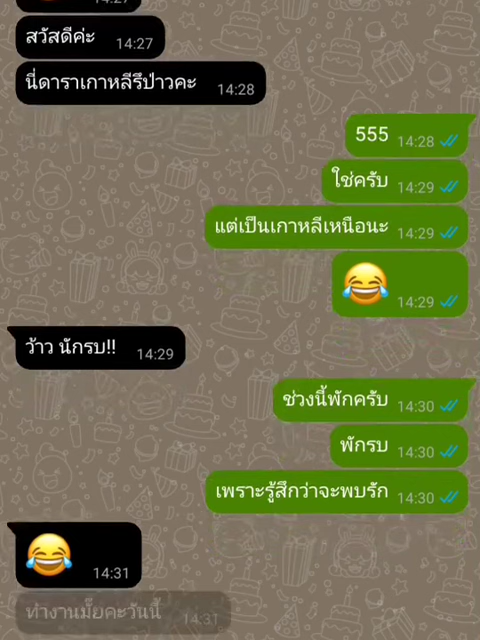 14:27
สวัสดีค่ะ 14:27
นี่ดาราเกาหลีรึป่าวคะ 14:28
555 14:28
ใช่ครับ 14:29
แต่เป็นเกาหลีเหนือนะ 14:29
😂 14:29
ว้าว นักรบ!! 14:29
ช่วงนี้พักครับ 14:30
พักรบ 14:30
เพราะรู้สึกว่าจะพบรัก 14:30
😂 14:31
ทำงานมั๊ยคะวันนี้ 14:31